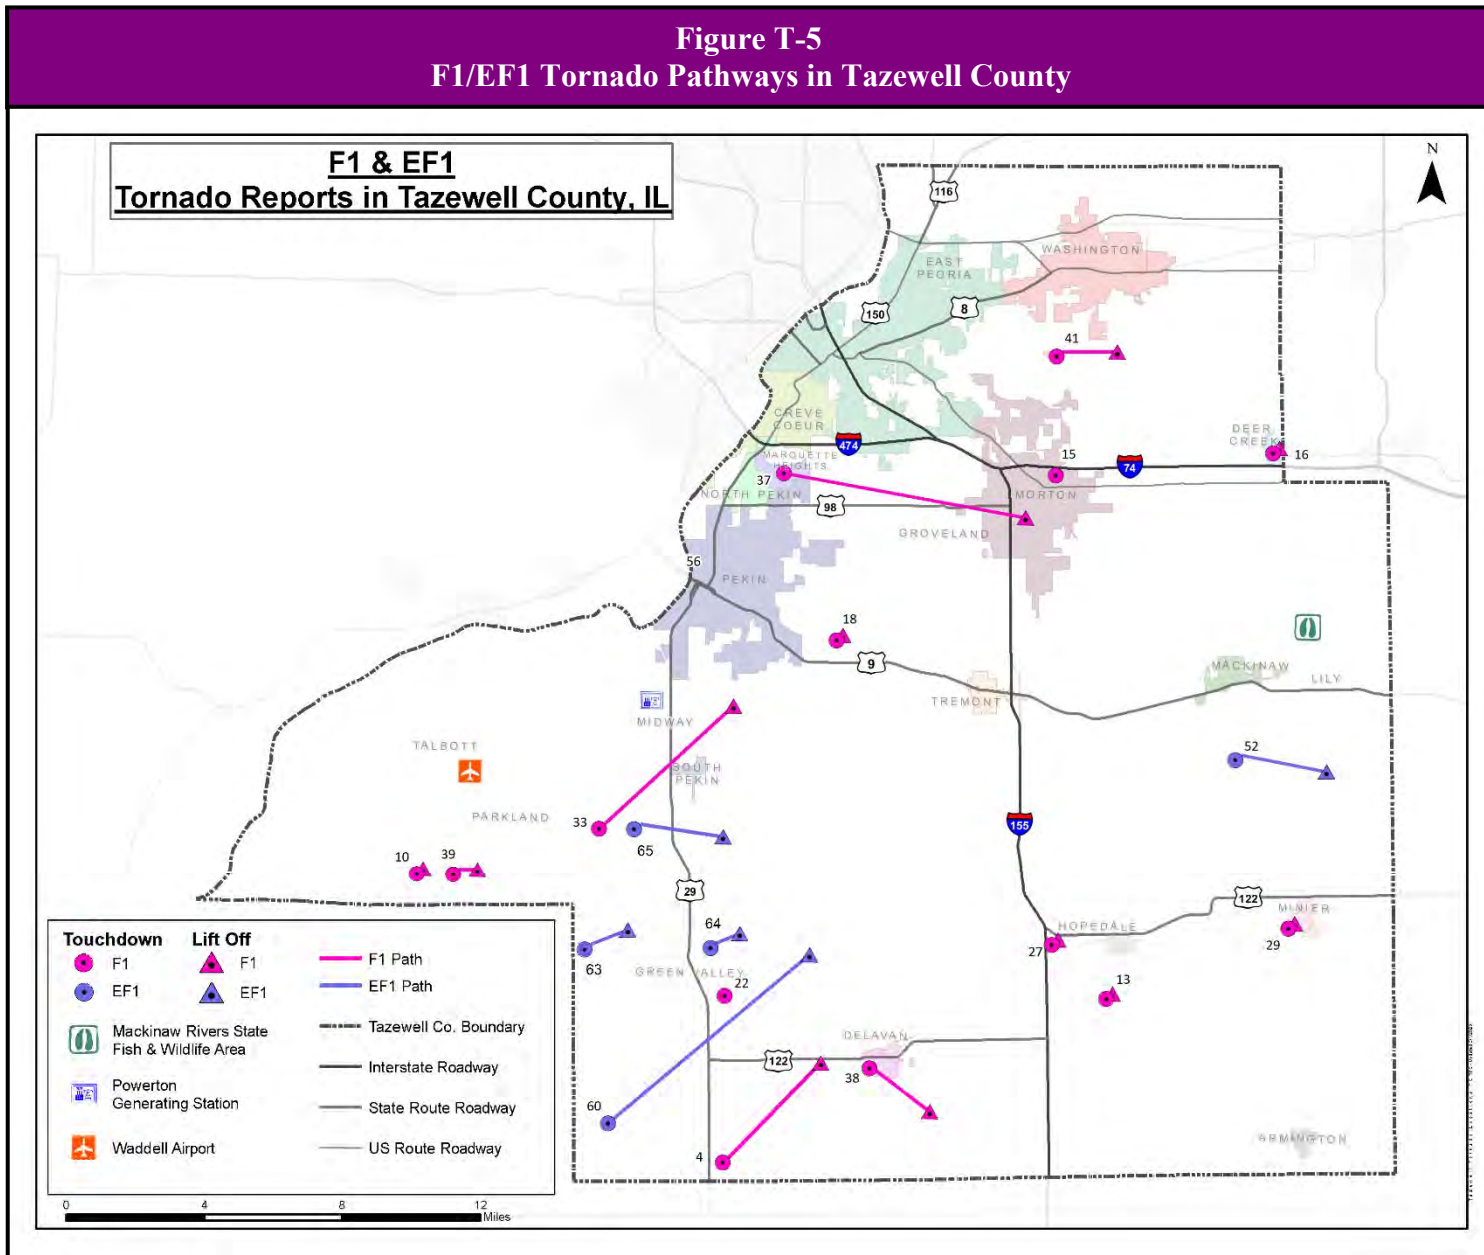 Figure T-5
F1/EF1 Tornado Pathways in Tazewell County
F1 & EF1
Tornado Reports in Tazewell County, IL
N
116
WASHINGTON
EAST
PEORIA
150
8
41
CREVE
COEUR
DEER
CREEK
474
15
16
74
MARQUETTE
HEIGHTS
37
NORTH PEKIN
MORTON
98
GROVELAND
56
PEKIN
18
9
MACKINAW
LILY
TREMONT
MIDWAY
TALBOTT
52
SOUTH
PEKIN
PARKLAND
33
65
155
10
39
29
122
MINIER
64
HOPEDALE
27
29
63
GREEN VALLEY
22
13
DELAVAN
122
38
60
4
ARMINGTON
Touchdown
Lift Off
F1
F1
F1 Path
EF1
EF1
EF1 Path
Mackinaw Rivers State
Fish & Wildlife Area
Tazewell Co. Boundary
Interstate Roadway
Powerton
Generating Station
State Route Roadway
Waddell Airport
US Route Roadway
0
4
8
12
Miles